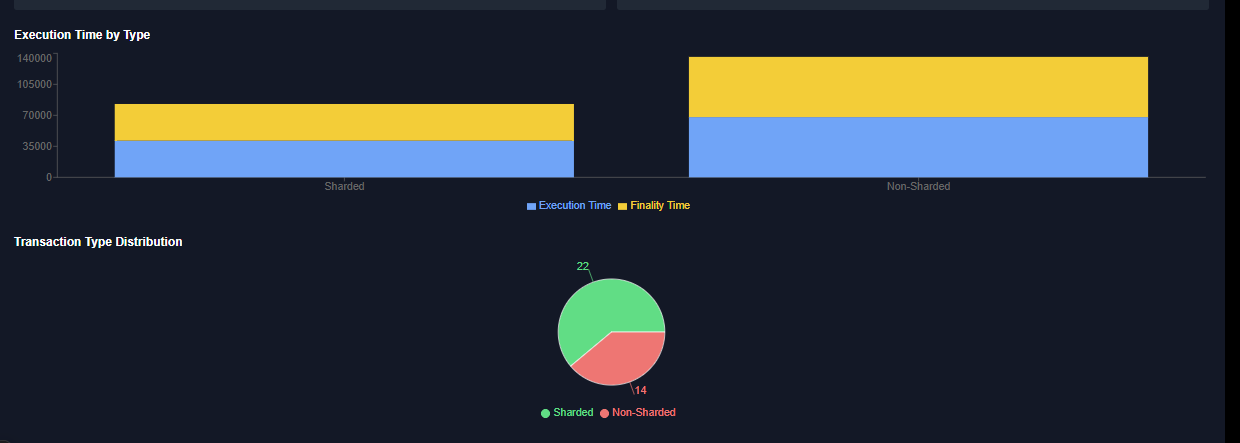 Execution Time by Type
140000
105000
70000
35000
0
Sharded Non-Sharded
Execution Time Finality Time
Transaction Type Distribution
22
14
Sharded Non-Sharded